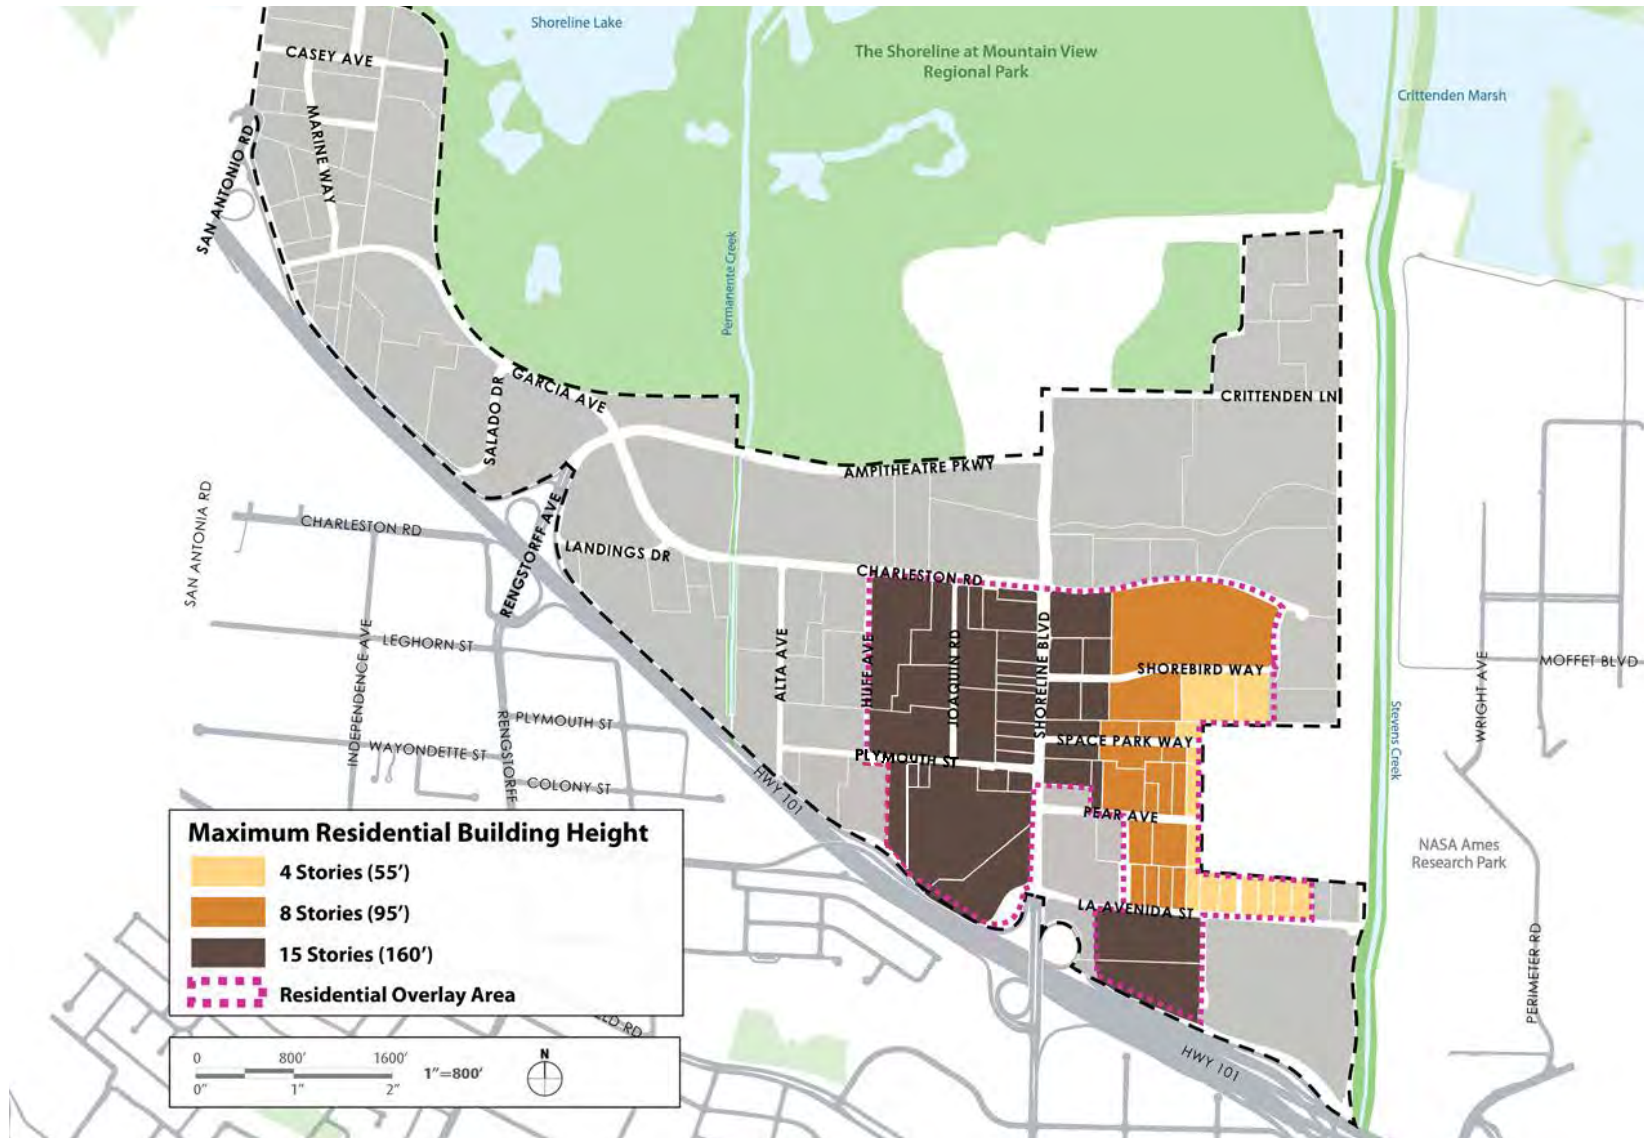 Shoreline Lake
The Shoreline at Mountain View
Regional Park
Crittenden Marsh
CASEY AVE
MARINE WAY
SAN ANTONIO RD
Permanente Creek
GARCIA AVE
SALADO DR
CRITTENDEN LN
AMPITHEATRE PKWY
SAN ANTONIA RD
CHARLESTON RD
RENGSTORFF AVE
LANDINGS DR
CHARLESTON RD
INDEPENDENCE AVE
LEGHORN ST
ALTA AVE
HUFF AVE
JOAQUIN RD
SHORELINE BLVD
SHOREBIRD WAY
MOFFET BLVD
WRIGHT AVE
Stevens Creek
RENGSTORFF
PLYMOUTH ST
WAYONDETTE ST
COLONY ST
PLYMOUTH ST
SPACE PARK WAY
HWY 101
PEAR AVE
NASA Ames
Research Park
LA AVENIDA ST
PERIMETER RD
HWY 101
Maximum Residential Building Height
4 Stories (55')
8 Stories (95')
15 Stories (160')
Residential Overlay Area
0 800' 1600'
0" 1" 2"
1"=800'
N